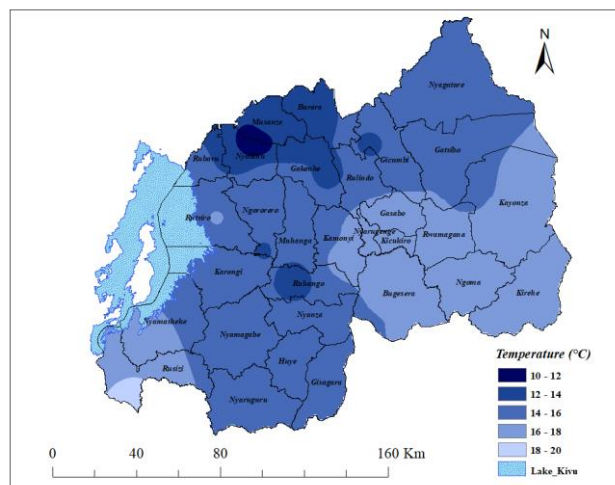 N
Nyagatare
Burera
Musanze
Rubavu
Nyabihu
Gakenke
Gicumbi
Gatsibo
Rulindo
Kayonza
Rutsiro
Ngororero
Gasabo
Muhanga
Kamonyi
Nyarugenge
Kicukiro
Rwamagana
Karongi
Ruhango
Bugesera
Ngoma
Kirehe
Nyanza
Nyamasheke
Nyamagabe
Huye
Rusizi
Gisagara
Nyaruguru
Temperature (°C)
10 - 12
12 - 14
14 - 16
16 - 18
18 - 20
Lake_Kivu
0 40 80 160 Km